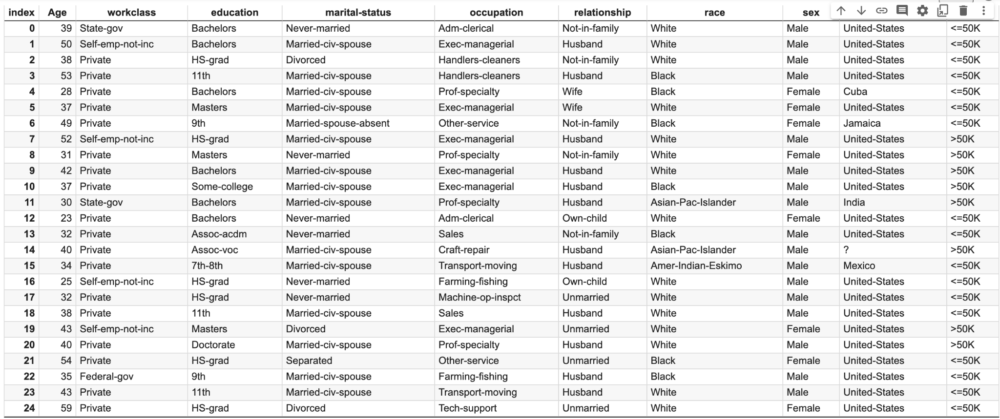 index Age workclass education marital-status occupation relationship race sex
0 39 State-gov Bachelors Never-married Adm-clerical Not-in-family White Male United-States <=50K
1 50 Self-emp-not-inc Bachelors Married-civ-spouse Exec-managerial Husband White Male United-States <=50K
2 38 Private HS-grad Divorced Handlers-cleaners Not-in-family White Male United-States <=50K
3 53 Private 11th Married-civ-spouse Handlers-cleaners Husband Black Male United-States <=50K
4 28 Private Bachelors Married-civ-spouse Prof-specialty Wife Black Female Cuba <=50K
5 37 Private Masters Married-civ-spouse Exec-managerial Wife White Female United-States <=50K
6 49 Private 9th Married-spouse-absent Other-service Not-in-family Black Female Jamaica <=50K
7 52 Self-emp-not-inc HS-grad Married-civ-spouse Exec-managerial Husband White Male United-States >50K
8 31 Private Masters Never-married Prof-specialty Not-in-family White Female United-States >50K
9 42 Private Bachelors Married-civ-spouse Exec-managerial Husband White Male United-States >50K
10 37 Private Some-college Married-civ-spouse Exec-managerial Husband Black Male United-States >50K
11 30 State-gov Bachelors Married-civ-spouse Prof-specialty Husband Asian-Pac-Islander Male India >50K
12 23 Private Bachelors Never-married Adm-clerical Own-child White Female United-States <=50K
13 32 Private Assoc-acdm Never-married Sales Not-in-family Black Male United-States <=50K
14 40 Private Assoc-voc Married-civ-spouse Craft-repair Husband Asian-Pac-Islander Male ? >50K
15 34 Private 7th-8th Married-civ-spouse Transport-moving Husband Amer-Indian-Eskimo Male Mexico <=50K
16 25 Self-emp-not-inc HS-grad Never-married Farming-fishing Own-child White Male United-States <=50K
17 32 Private HS-grad Never-married Machine-op-inspct Unmarried White Male United-States <=50K
18 38 Private 11th Married-civ-spouse Sales Husband White Male United-States <=50K
19 43 Self-emp-not-inc Masters Divorced Exec-managerial Unmarried White Female United-States >50K
20 40 Private Doctorate Married-civ-spouse Prof-specialty Husband White Male United-States >50K
21 54 Private HS-grad Separated Other-service Unmarried Black Female United-States <=50K
22 35 Federal-gov 9th Married-civ-spouse Farming-fishing Husband Black Male United-States <=50K
23 43 Private 11th Married-civ-spouse Transport-moving Husband White Male United-States <=50K
24 59 Private HS-grad Divorced Tech-support Unmarried White Female United-States <=50K